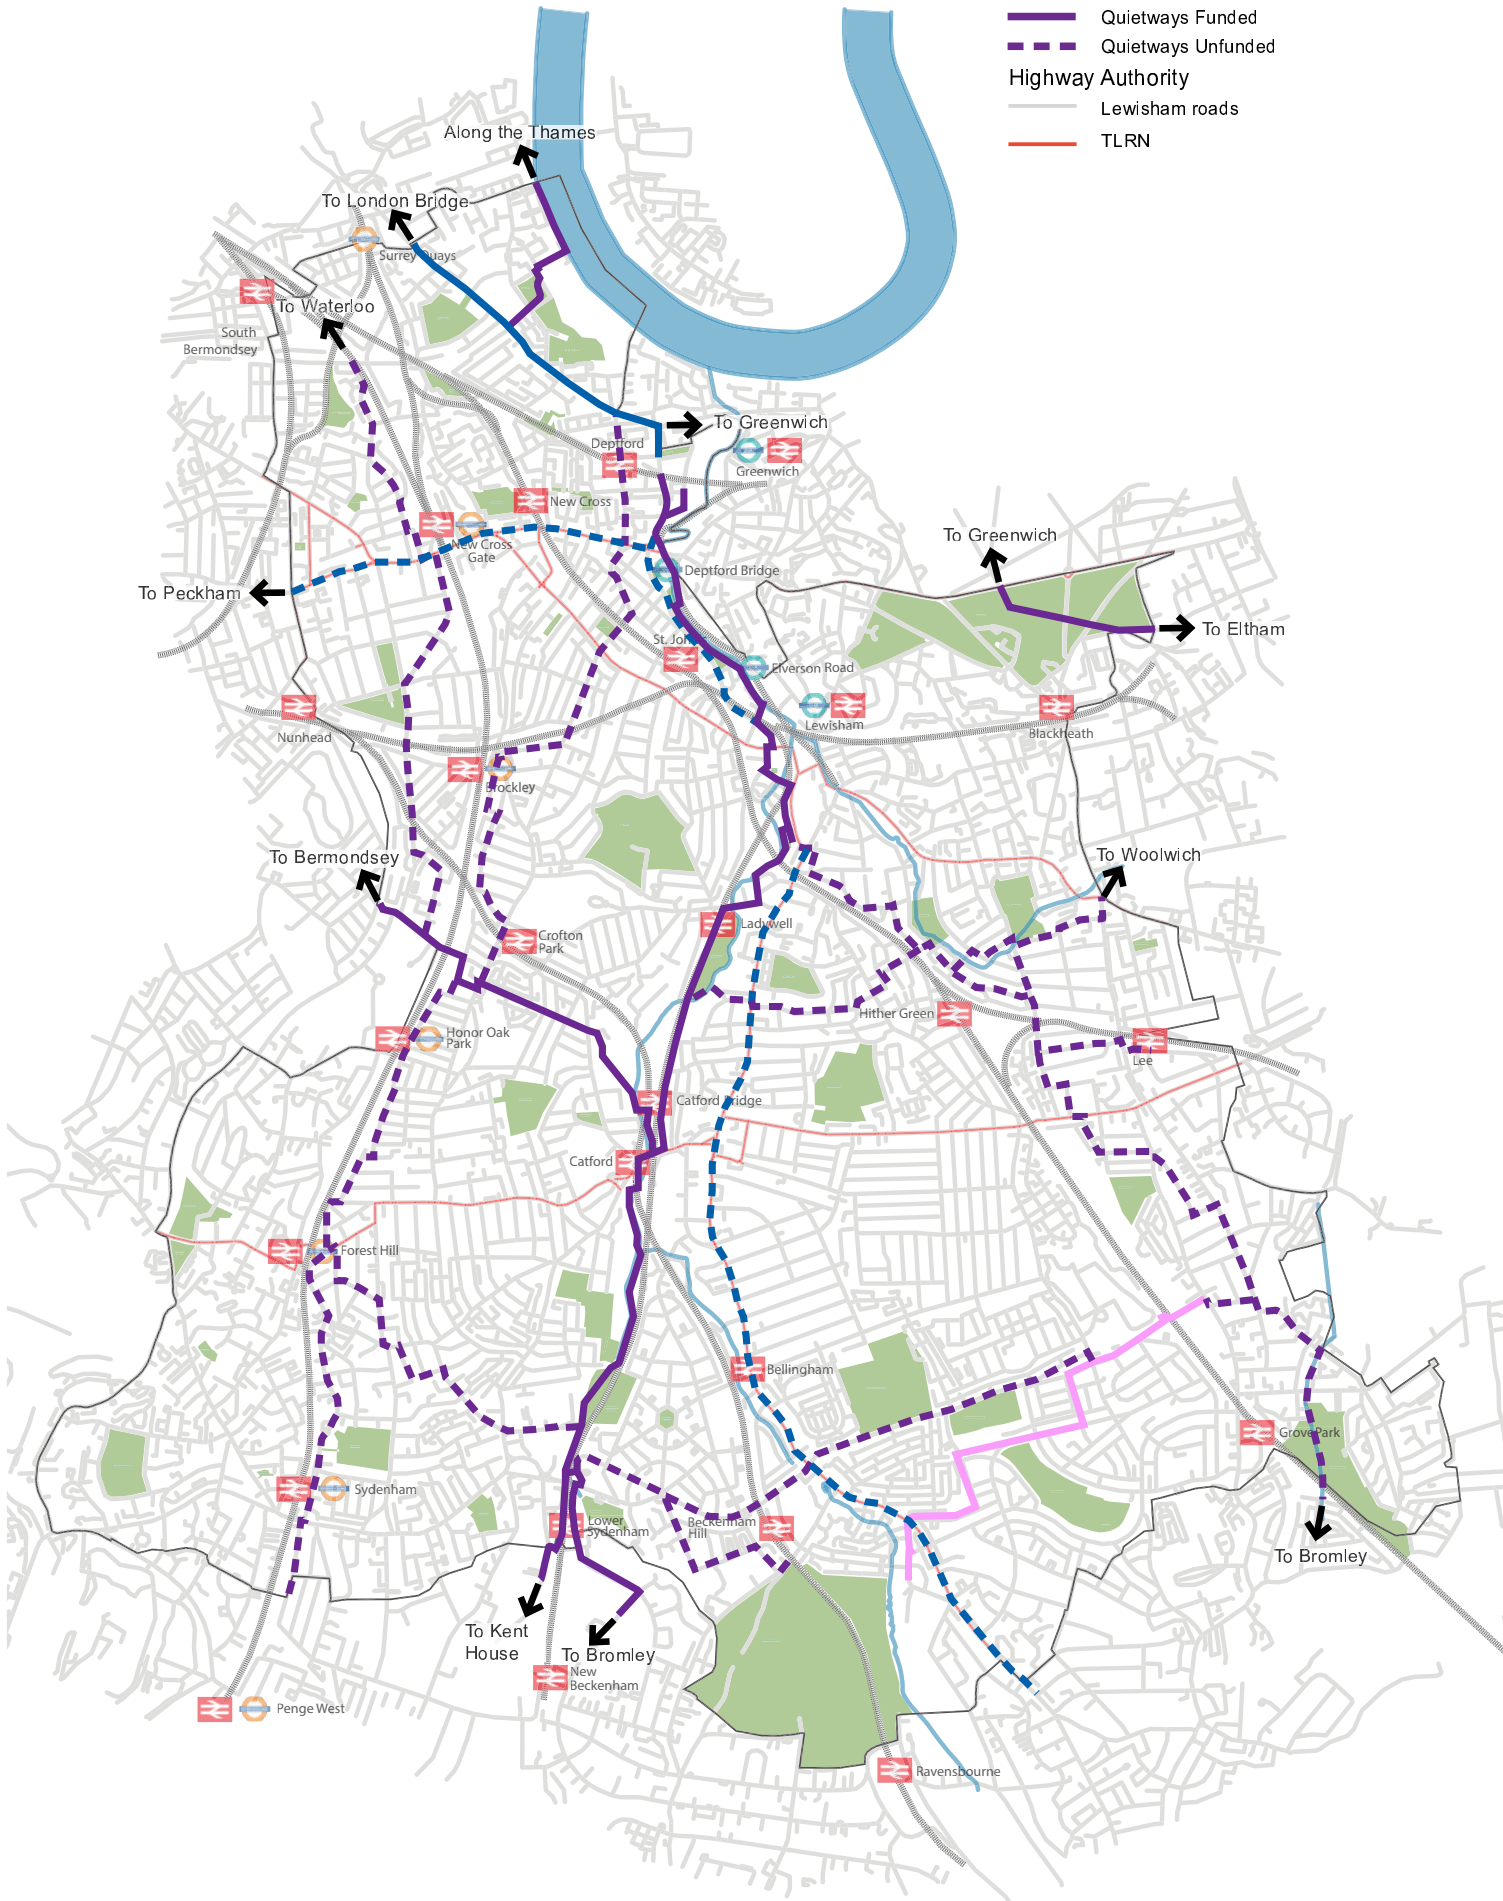 Quietways Funded
Quietways Unfunded
Highway Authority
Lewisham roads
TLRN
Along the Thames
To London Bridge
Surrey Quays
To Waterloo
South
Bermondsey
To Greenwich
Deptford
Greenwich
New Cross
New Cross
Gate
To Greenwich
Deptford Bridge
To Peckham
To Eltham
St. Johns
Elverson Road
Lewisham
Nunhead
Blackheath
Brockley
To Bermondsey
To Woolwich
Ladywell
Crofton
Park
Hither Green
Honor Oak
Park
Lee
Catford Bridge
Catford
Forest Hill
Bellingham
Grove Park
Sydenham
Lower
Sydenham
Beckenham
Hill
To Bromley
To Kent
House
To Bromley
New
Beckenham
Penge West
Ravensbourne